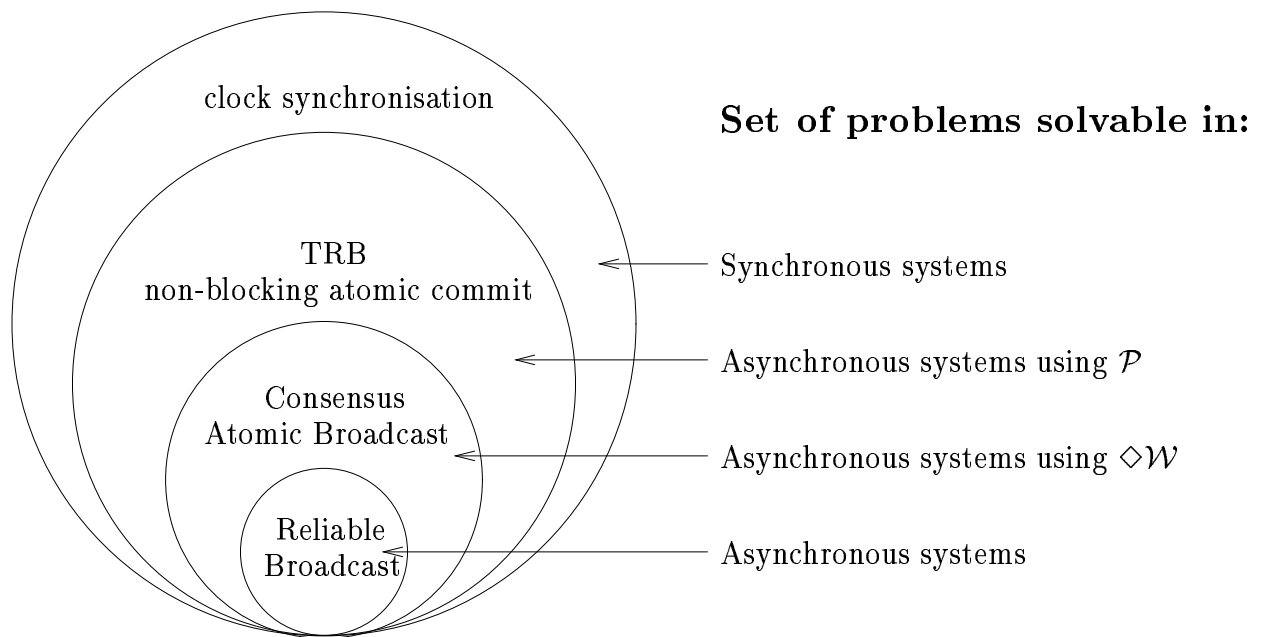 clock synchronisation
Set of problems solvable in:
TRB
non-blocking atomic commit
Synchronous systems
Asynchronous systems using 𝒫
Consensus
Atomic Broadcast
Asynchronous systems using ◇𝒲
Reliable
Broadcast
Asynchronous systems